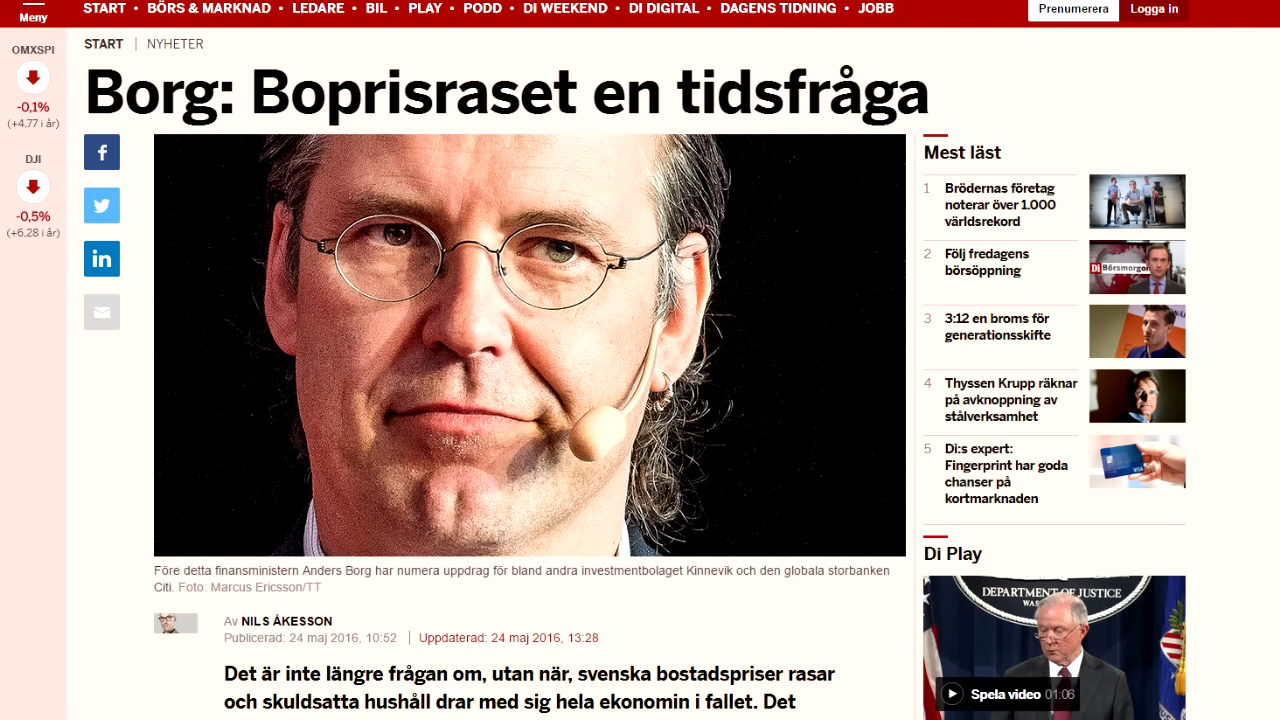 START • BÖRS & MARKNAD • LEDARE • BIL • PLAY • PODD • DI WEEKEND • DI DIGITAL • DAGENS TIDNING • JOBB
Prenumerera
Logga in
Meny
OMXSPI
-0,1%
(+4.77 i år)
DJI
-0,5%
(+6.28 i år)
START | NYHETER
Borg: Boprisraset en tidsfråga
Före detta finansministern Anders Borg har numera uppdrag för bland andra investmentbolaget Kinnevik och den globala storbanken
Citi. Foto: Marcus Ericsson/TT
Av NILS ÅKESSON
Publicerad: 24 maj 2016, 10:52 | Uppdaterad: 24 maj 2016, 13:28
Det är inte längre frågan om, utan när, svenska bostadspriser rasar
och skuldsatta hushåll drar med sig hela ekonomin i fallet. Det
Mest läst
1 Brödernas företag
noterar över 1.000
världsrekord
2 Följ fredagens
börsöppning
Di Börsmorgon
3 3:12 en broms för
generationsskifte
4 Thyssen Krupp räknar
på avknoppning av
stålverksamhet
5 Di:s expert:
Fingerprint har goda
chanser på
kortmarknaden
VISA
Di Play
DEPARTMENT OF JUSTICE
Spela video 01:06